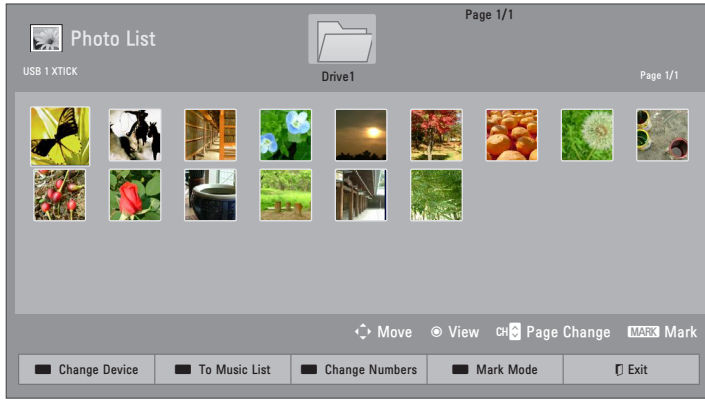 Page 1/1
Photo List
USB 1 XTICK
Drive1
Page 1/1
Move View CH Page Change MARK Mark
Change Device To Music List Change Numbers Mark Mode Exit